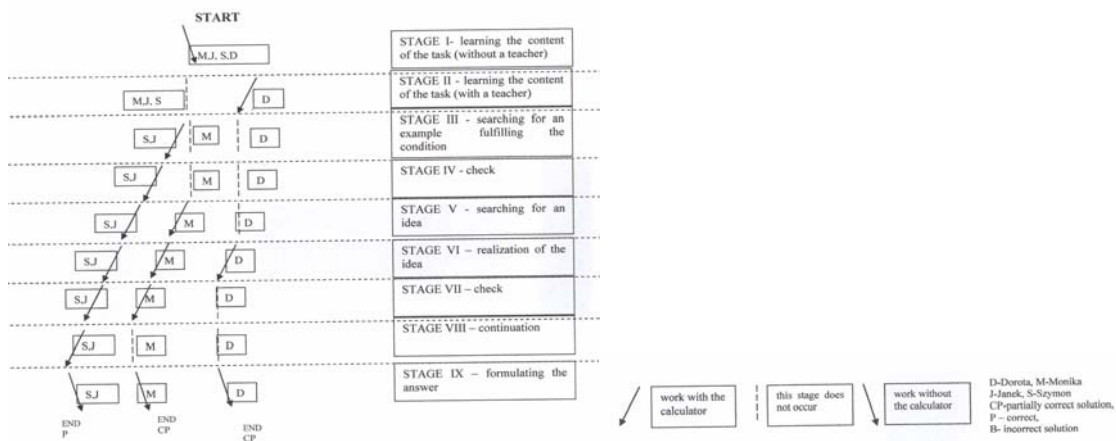 START
M,J, S,D
STAGE I- learning the content
of the task (without a teacher)
M,J, S
D
STAGE II - learning the content
of the task (with a teacher)
S,J
M
D
STAGE III - searching for an
example fulfilling the
condition
S,J
M
D
STAGE IV - check
S,J
M
D
STAGE V - searching for an
idea
S,J
M
D
STAGE VI – realization of the
idea
S,J
M
D
STAGE VII – check
S,J
M
D
STAGE VIII – continuation
S,J
M
D
STAGE IX – formulating the
answer
END
P
END
CP
END
CP
work with the
calculator
this stage does
not occur
work without
the calculator
D-Dorota, M-Monika
J-Janek, S-Szymon
CP-partially correct solution,
P – correct,
B- incorrect solution